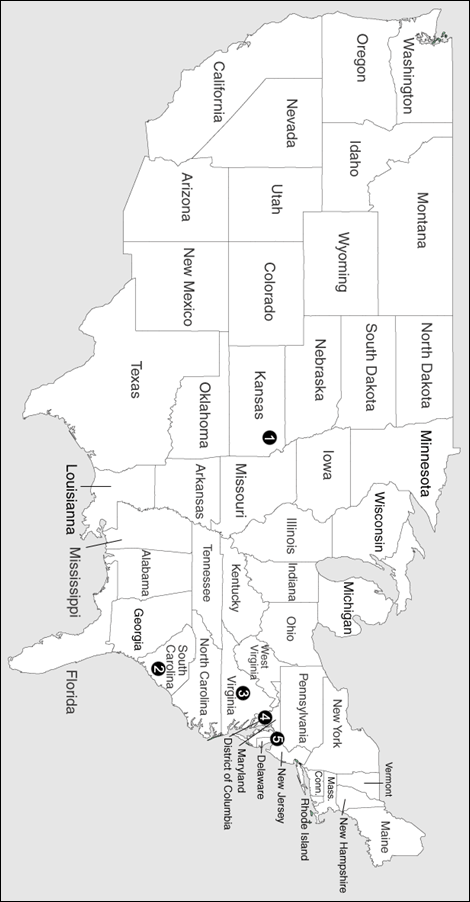 Washington
Oregon
California
Nevada
Idaho
Montana
Utah
Arizona
Wyoming
Colorado
New Mexico
North Dakota
South Dakota
Nebraska
Kansas
1
Oklahoma
Texas
Minnesota
Iowa
Missouri
Arkansas
Louisianna
Wisconsin
Illinois
Indiana
Michigan
Ohio
Kentucky
Tennessee
Mississippi
Alabama
Georgia
Florida
South
Carolina
2
North Carolina
Virginia
3
West
Virginia
4
5
Pennsylvania
New York
Vermont
Maine
New Hampshire
Mass.
Conn.
Rhode Island
New Jersey
Delaware
Maryland
District of Columbia